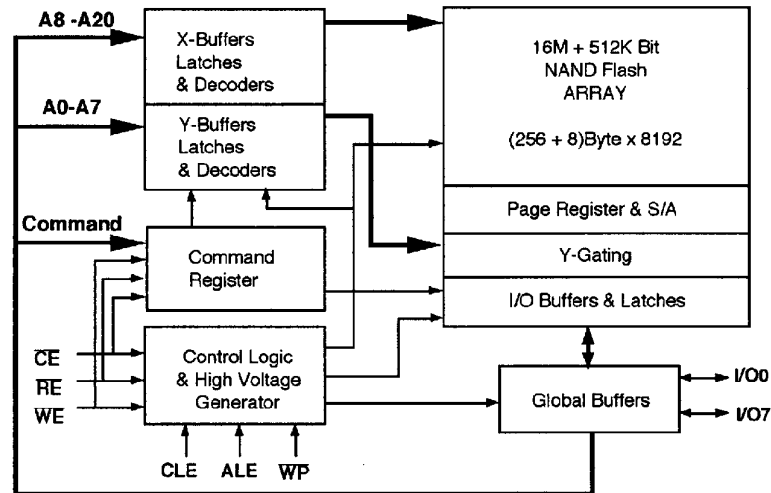 A8 -A20
X-Buffers
Latches
& Decoders
16M + 512K Bit
NAND Flash
ARRAY
(256 + 8)Byte x 8192
A0-A7
Y-Buffers
Latches
& Decoders
Page Register & S/A
Command
Command
Register
Y-Gating
I/O Buffers & Latches
CE
RE
WE
Control Logic
& High Voltage
Generator
Global Buffers
I/O0
I/O7
CLE
ALE
WP